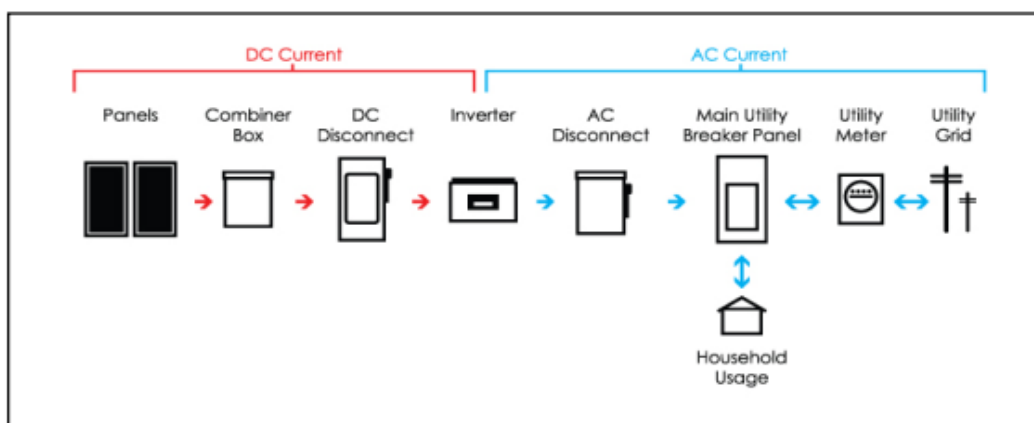 DC Current
AC Current
Panels
Combiner
Box
DC
Disconnect
Inverter
AC
Disconnect
Main Utility
Breaker Panel
Utility
Meter
Utility
Grid
Household
Usage